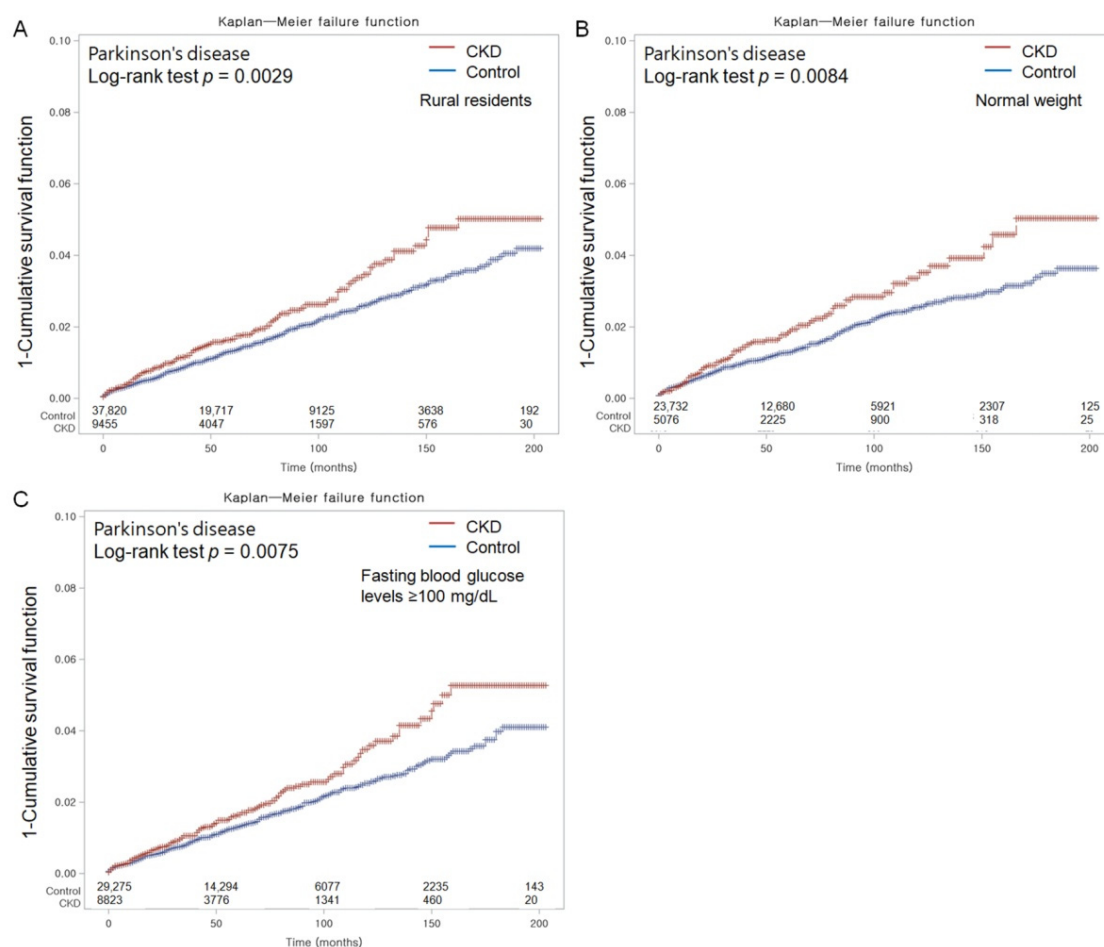 A
Kaplan—Meier failure function
Parkinson's disease
Log-rank test p = 0.0029
CKD
Control
Rural residents
1-Cumulative survival function
0.10
0.08
0.06
0.04
0.02
0.00
Control 37,820 19,717 9125 3638 192
CKD 9455 4047 1597 576 30
0 50 100 150 200
Time (months)
B
Kaplan—Meier failure function
Parkinson's disease
Log-rank test p = 0.0084
CKD
Control
Normal weight
1-Cumulative survival function
0.10
0.08
0.06
0.04
0.02
0.00
Control 23,732 12,680 5921 2307 125
CKD 5076 2225 900 318 25
0 50 100 150 200
Time (months)
C
Kaplan—Meier failure function
Parkinson's disease
Log-rank test p = 0.0075
CKD
Control
Fasting blood glucose
levels ≥100 mg/dL
1-Cumulative survival function
0.10
0.08
0.06
0.04
0.02
0.00
Control 29,275 14,294 6077 2235 143
CKD 8823 3776 1341 460 20
0 50 100 150 200
Time (months)